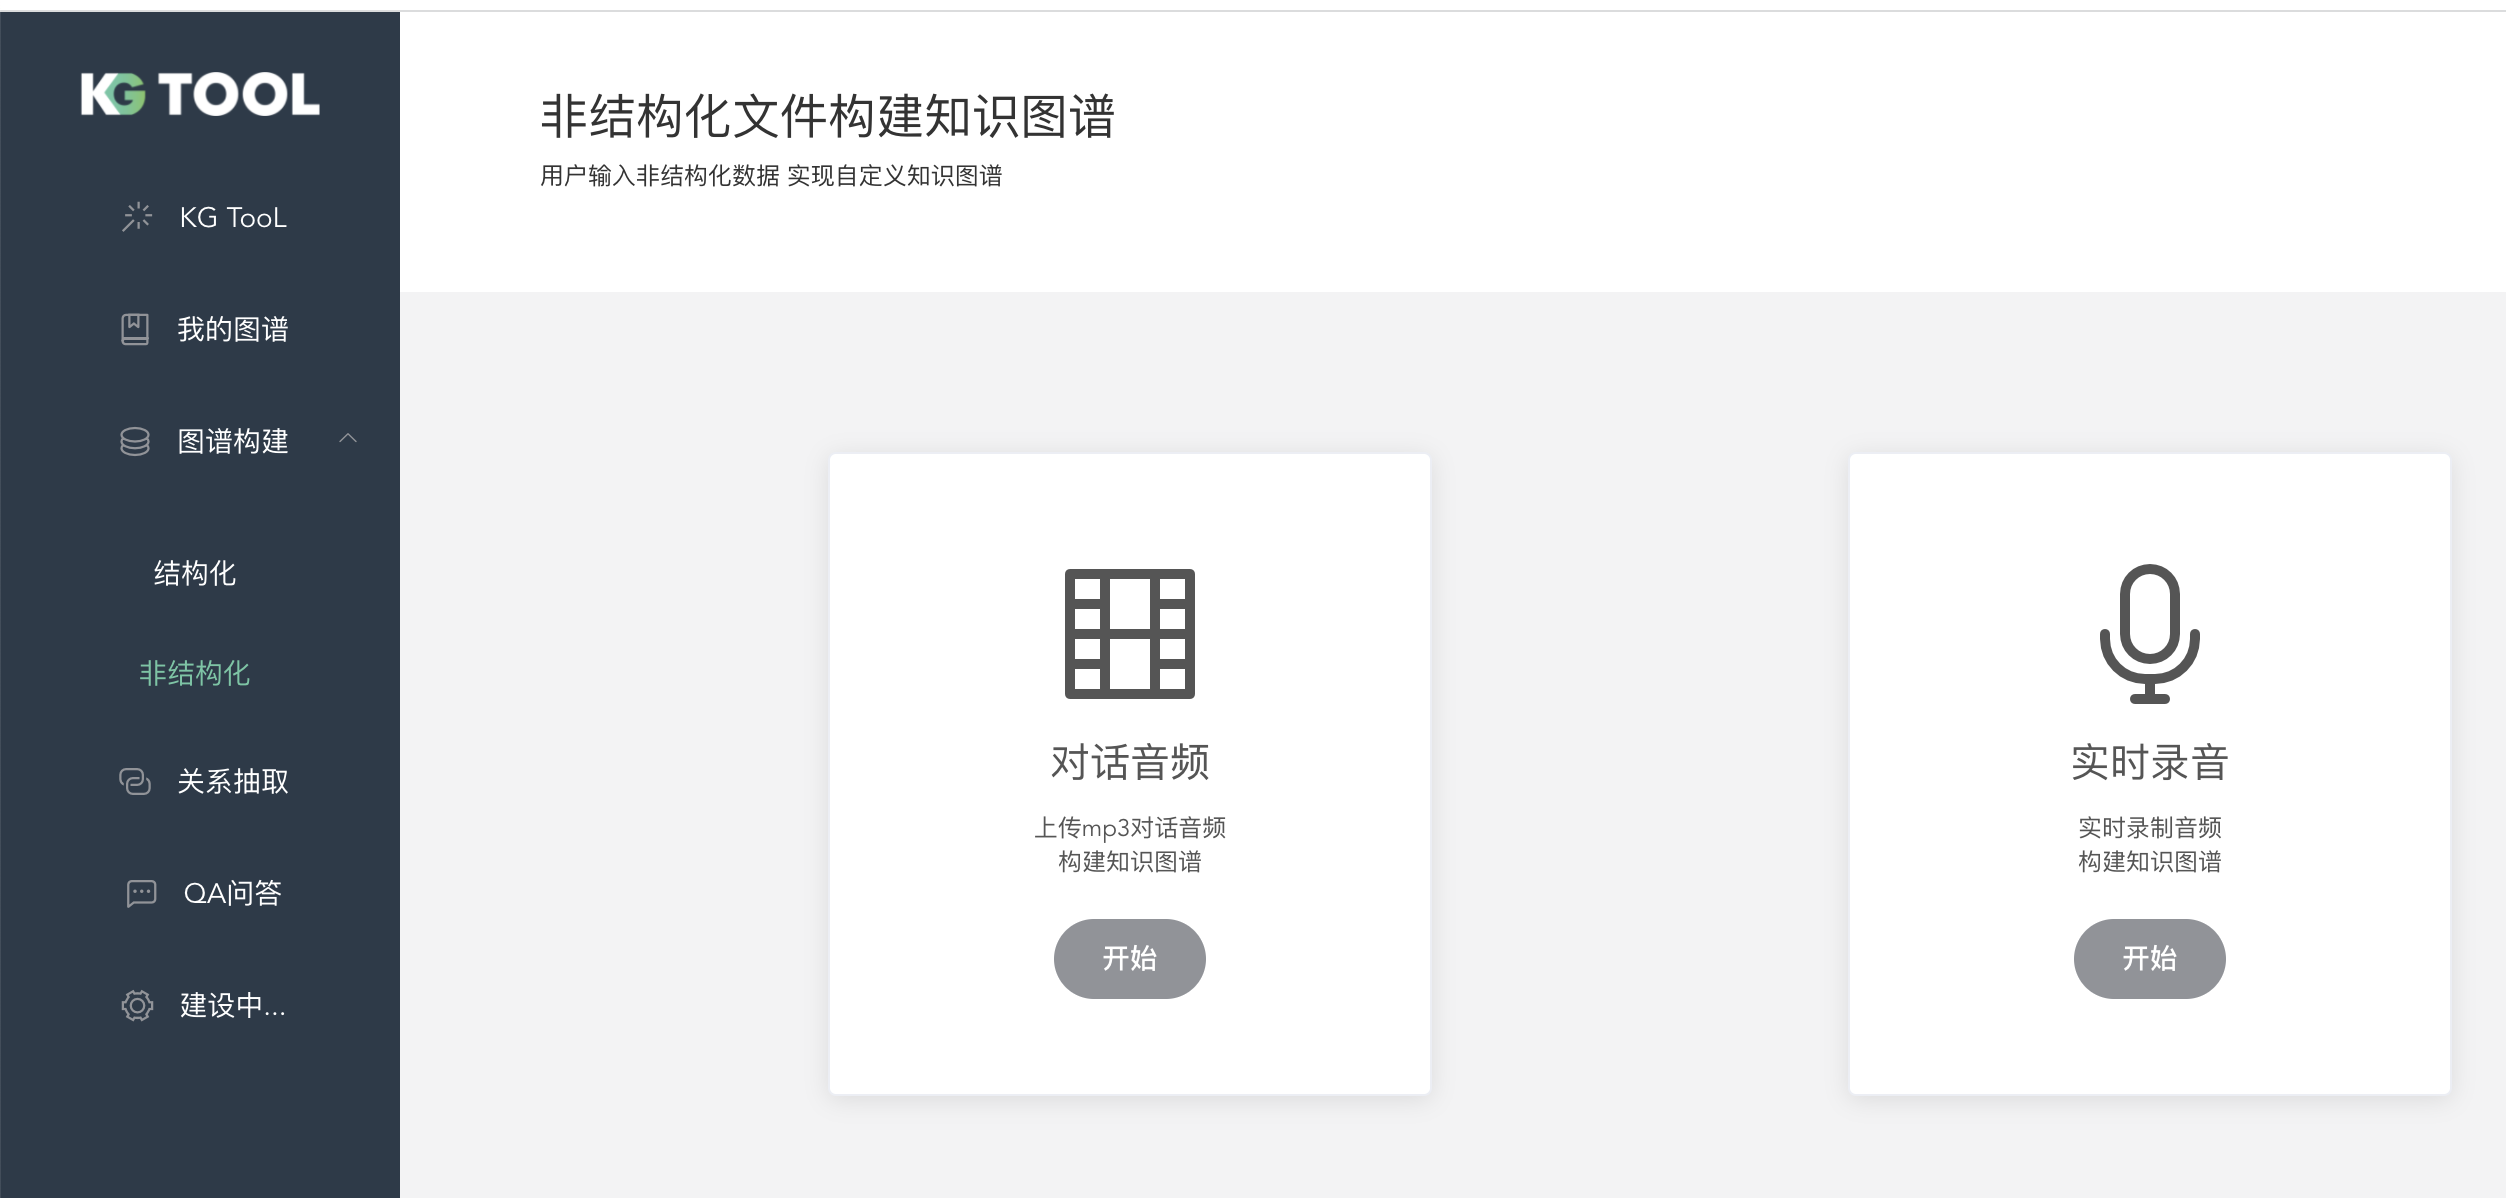 KG TOOL
KG TooL
我的图谱
图谱构建
结构化
非结构化
关系抽取
QA问答
建设中...
非结构化文件构建知识图谱
用户输入非结构化数据 实现自定义知识图谱
对话音频
上传mp3对话音频
构建知识图谱
开始
实时录音
实时录制音频
构建知识图谱
开始